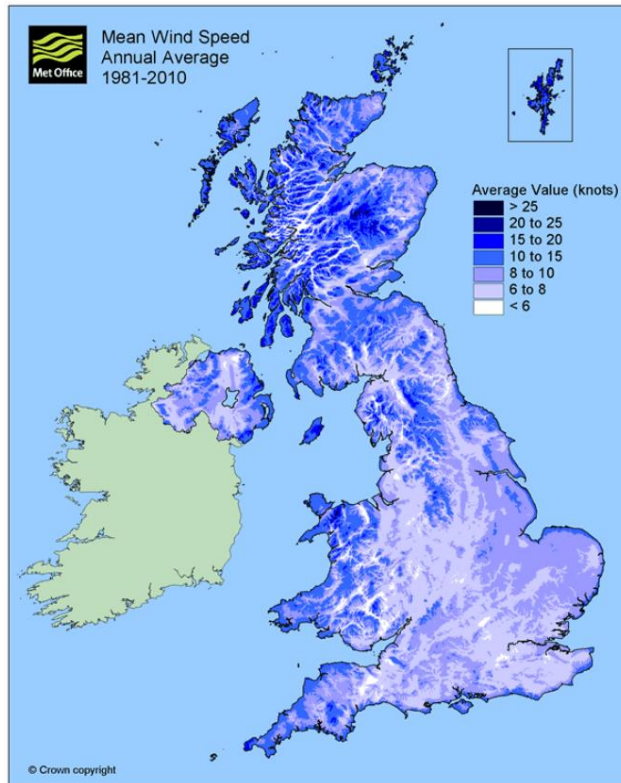 Met Office
Mean Wind Speed
Annual Average
1981-2010
Average Value (knots)
> 25
20 to 25
15 to 20
10 to 15
8 to 10
6 to 8
< 6
© Crown copyright